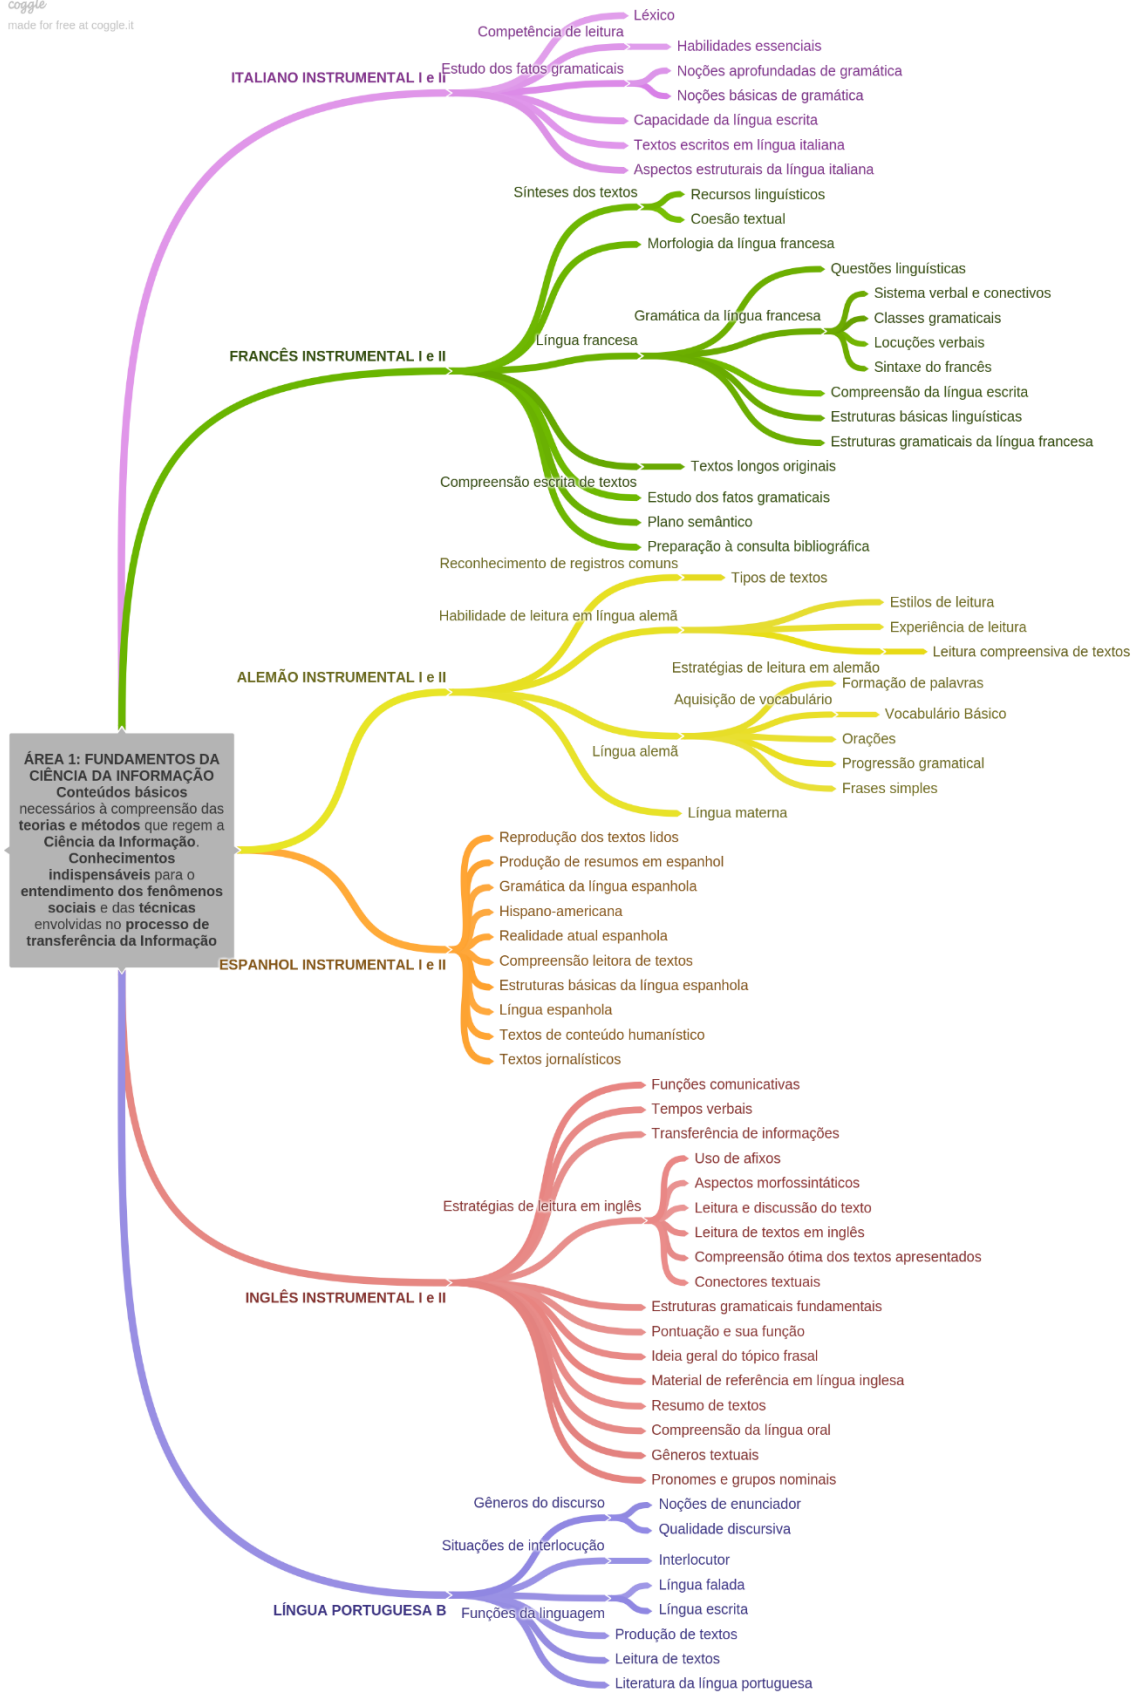 coggle
made for free at coggle.it
Léxico
Competência de leitura
Habilidades essenciais
Estudo dos fatos gramaticais
ITALIANO INSTRUMENTAL I e II
Noções aprofundadas de gramática
Noções básicas de gramática
Capacidade da língua escrita
Textos escritos em língua italiana
Aspectos estruturais da língua italiana
Sínteses dos textos
Recursos linguísticos
Coesão textual
Morfologia da língua francesa
Questões linguísticas
Gramática da língua francesa
Sistema verbal e conectivos
Classes gramaticais
Locuções verbais
Sintaxe do francês
Língua francesa
FRANCÊS INSTRUMENTAL I e II
Compreensão da língua escrita
Estruturas básicas linguísticas
Estruturas gramaticais da língua francesa
Textos longos originais
Compreensão escrita de textos
Estudo dos fatos gramaticais
Plano semântico
Preparação à consulta bibliográfica
Reconhecimento de registros comuns
Tipos de textos
Habilidade de leitura em língua alemã
Estilos de leitura
Experiência de leitura
Leitura compreensiva de textos
Estratégias de leitura em alemão
ALEMÃO INSTRUMENTAL I e II
Formação de palavras
Aquisição de vocabulário
Vocabulário Básico
Orações
Língua alemã
Progressão gramatical
Frases simples
Língua materna
ÁREA 1: FUNDAMENTOS DA
CIÊNCIA DA INFORMAÇÃO
Conteúdos básicos
necessários à compreensão das
teorias e métodos que regem a
Ciência da Informação.
Conhecimentos
indispensáveis para o
entendimento dos fenômenos
sociais e das técnicas
envolvidas no processo de
transferência da Informação
Reprodução dos textos lidos
Produção de resumos em espanhol
Gramática da língua espanhola
Hispano-americana
Realidade atual espanhola
ESPANHOL INSTRUMENTAL I e II
Compreensão leitora de textos
Estruturas básicas da língua espanhola
Língua espanhola
Textos de conteúdo humanístico
Textos jornalísticos
Funções comunicativas
Tempos verbais
Transferência de informações
Estratégias de leitura em inglês
Uso de afixos
Aspectos morfossintáticos
Leitura e discussão do texto
Leitura de textos em inglês
Compreensão ótima dos textos apresentados
Conectores textuais
INGLÊS INSTRUMENTAL I e II
Estruturas gramaticais fundamentais
Pontuação e sua função
Ideia geral do tópico frasal
Material de referência em língua inglesa
Resumo de textos
Compreensão da língua oral
Gêneros textuais
Pronomes e grupos nominais
Gêneros do discurso
Noções de enunciador
Qualidade discursiva
Situações de interlocução
Interlocutor
Língua falada
Língua escrita
LÍNGUA PORTUGUESA B
Funções da linguagem
Produção de textos
Leitura de textos
Literatura da língua portuguesa